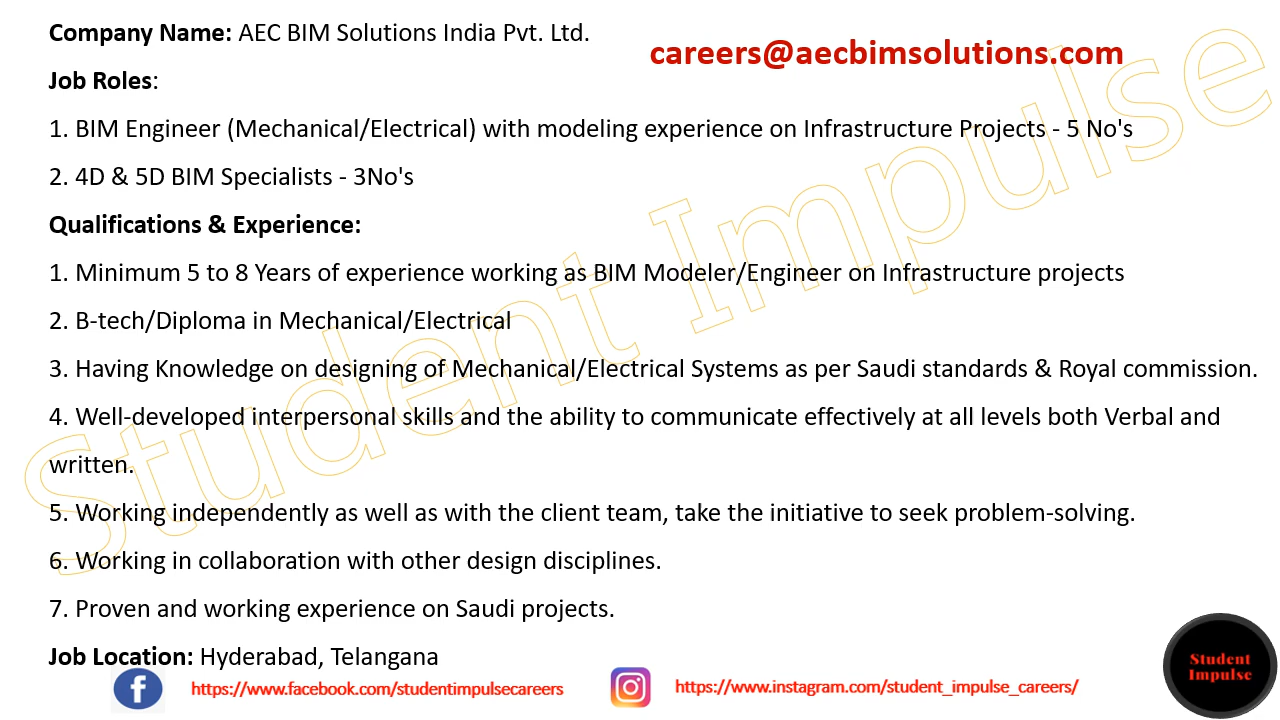 Company Name: AEC BIM Solutions India Pvt. Ltd.
careers@aecbimsolutions.com
Job Roles:
1. BIM Engineer (Mechanical/Electrical) with modeling experience on Infrastructure Projects - 5 No's
2. 4D & 5D BIM Specialists - 3No's
Qualifications & Experience:
1. Minimum 5 to 8 Years of experience working as BIM Modeler/Engineer on Infrastructure projects
2. B-tech/Diploma in Mechanical/Electrical
3. Having Knowledge on designing of Mechanical/Electrical Systems as per Saudi standards & Royal commission.
4. Well-developed interpersonal skills and the ability to communicate effectively at all levels both Verbal and
written.
5. Working independently as well as with the client team, take the initiative to seek problem-solving.
6. Working in collaboration with other design disciplines.
7. Proven and working experience on Saudi projects.
Job Location: Hyderabad, Telangana
https://www.facebook.com/studentimpulsecareers
https://www.instagram.com/student_impulse_careers/
Student
Impulse
Student Impulse